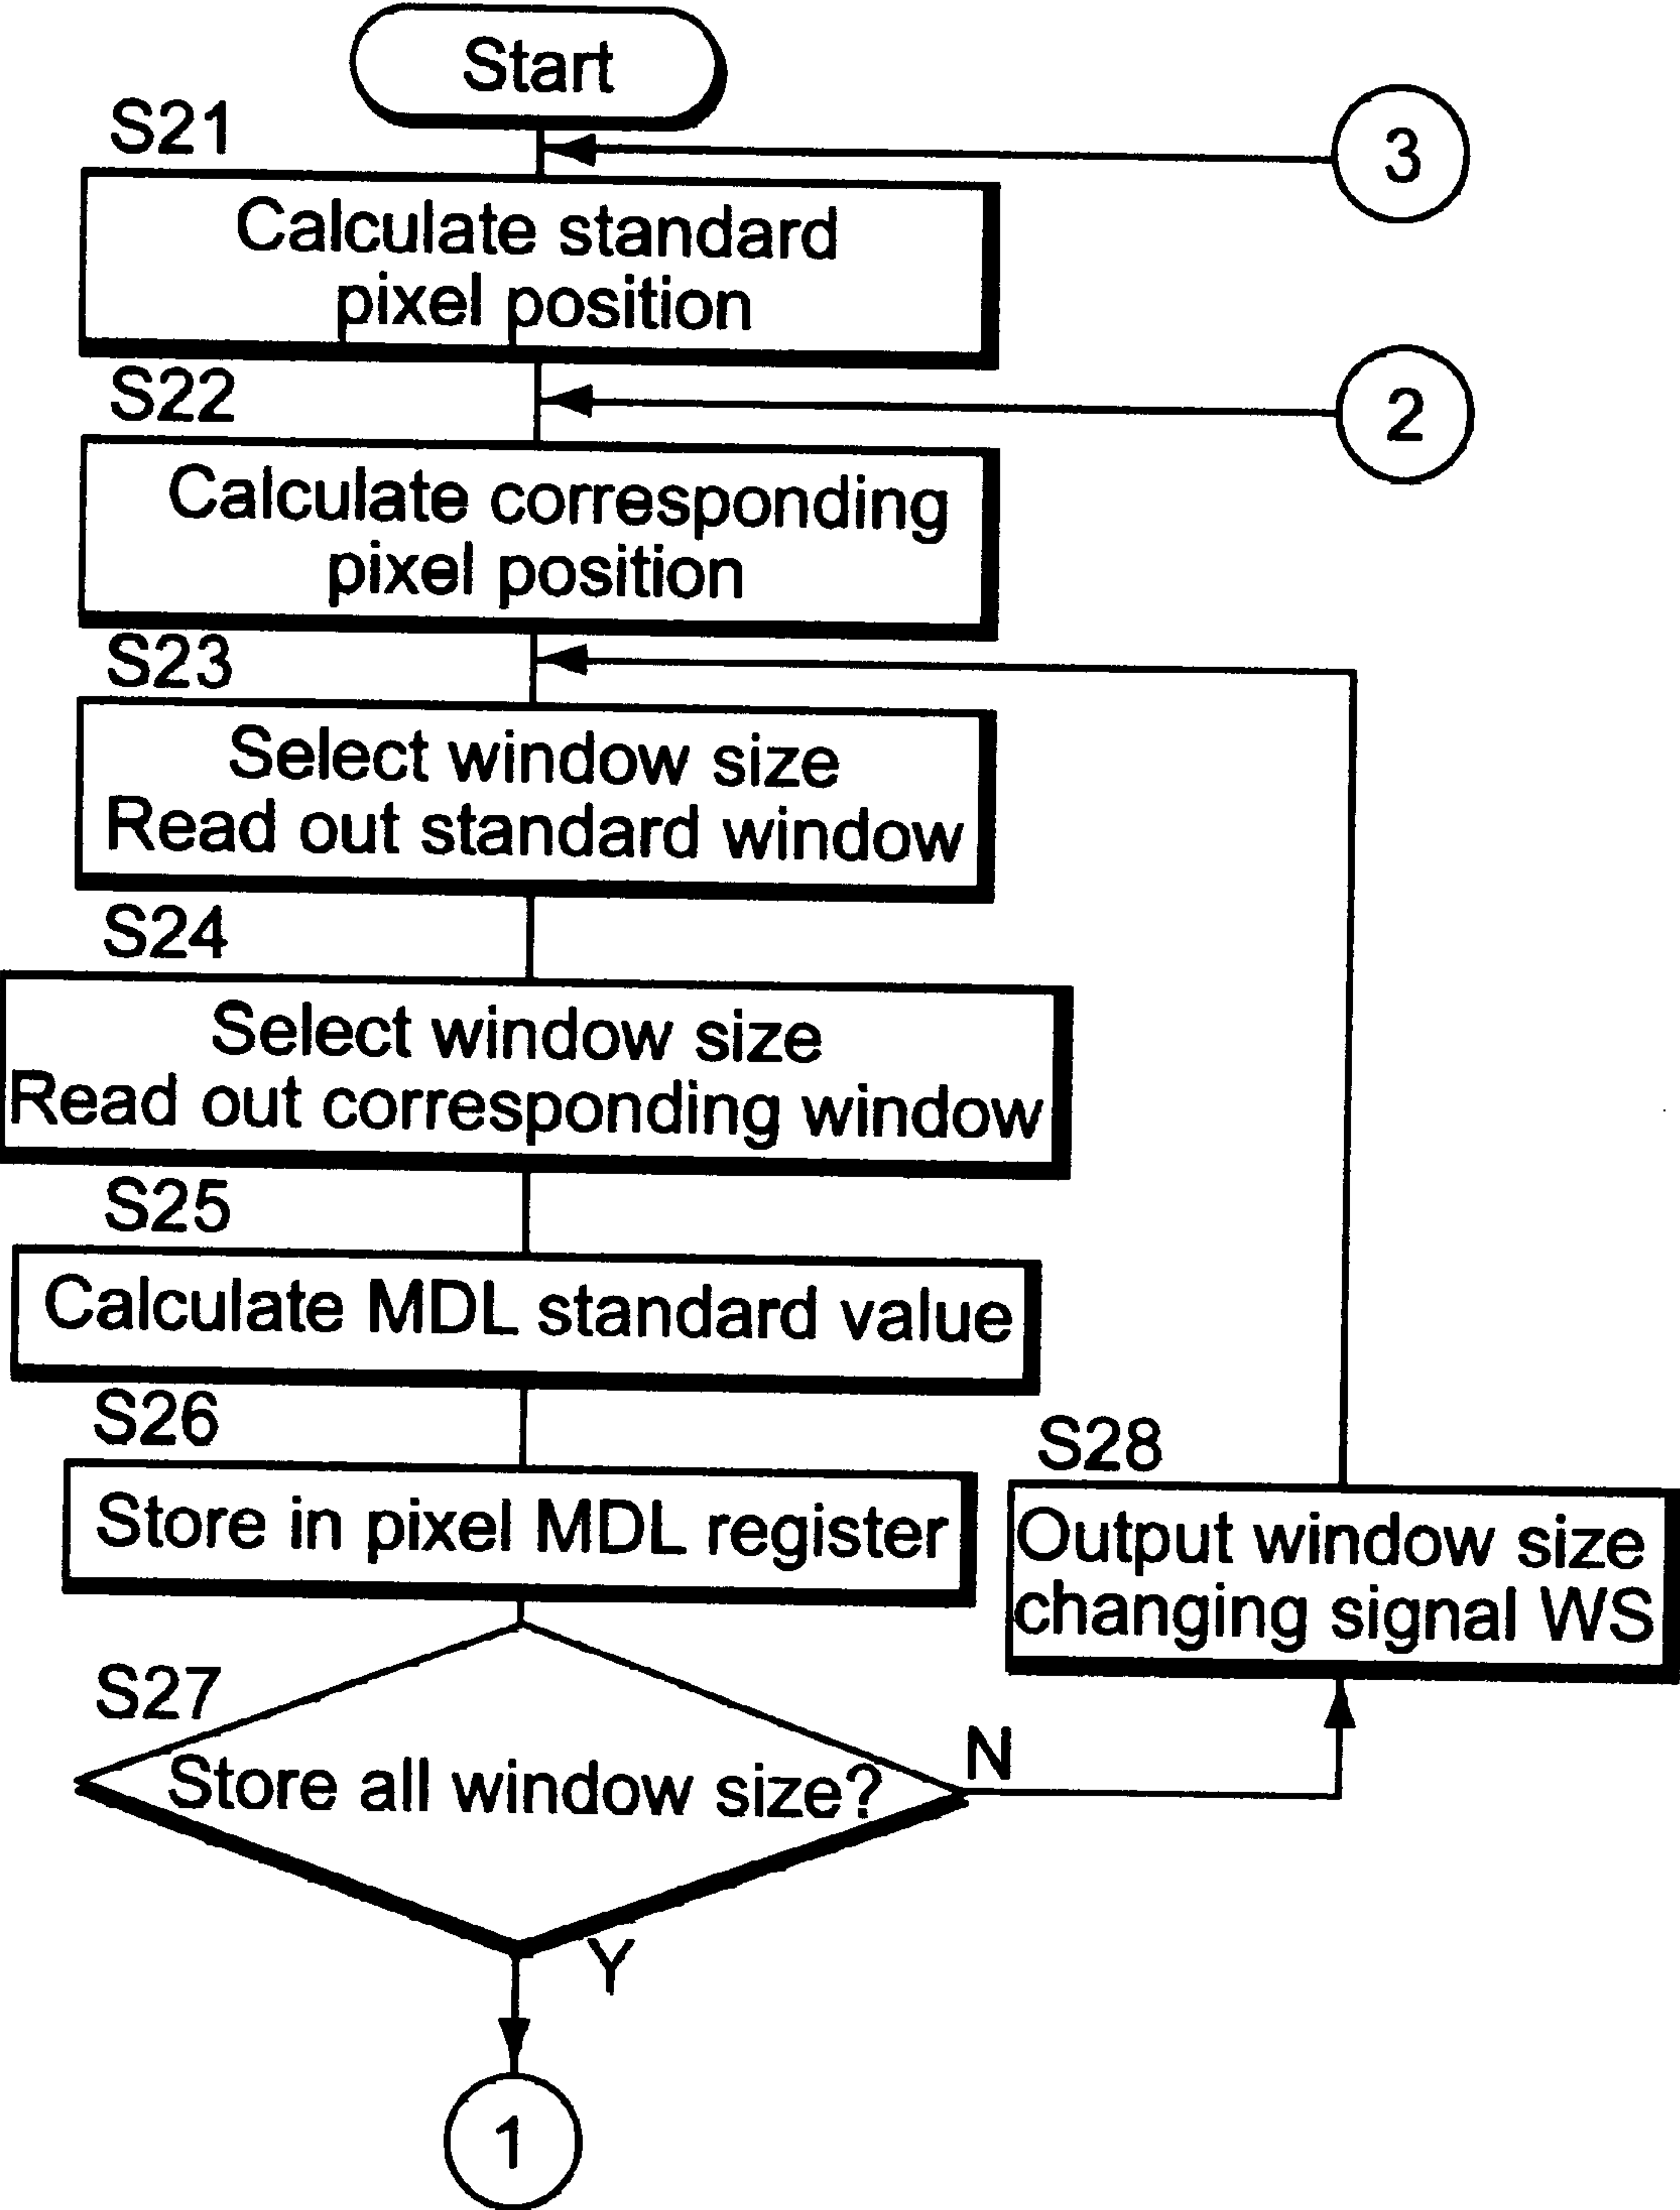 Start
S21
3
Calculate standard
pixel position
S22
2
Calculate corresponding
pixel position
S23
Select window size
Read out standard window
S24
Select window size
Read out corresponding window
S25
Calculate MDL standard value
S26
Store in pixel MDL register
S28
Output window size
changing signal WS
S27
Store all window size?
N
Y
1